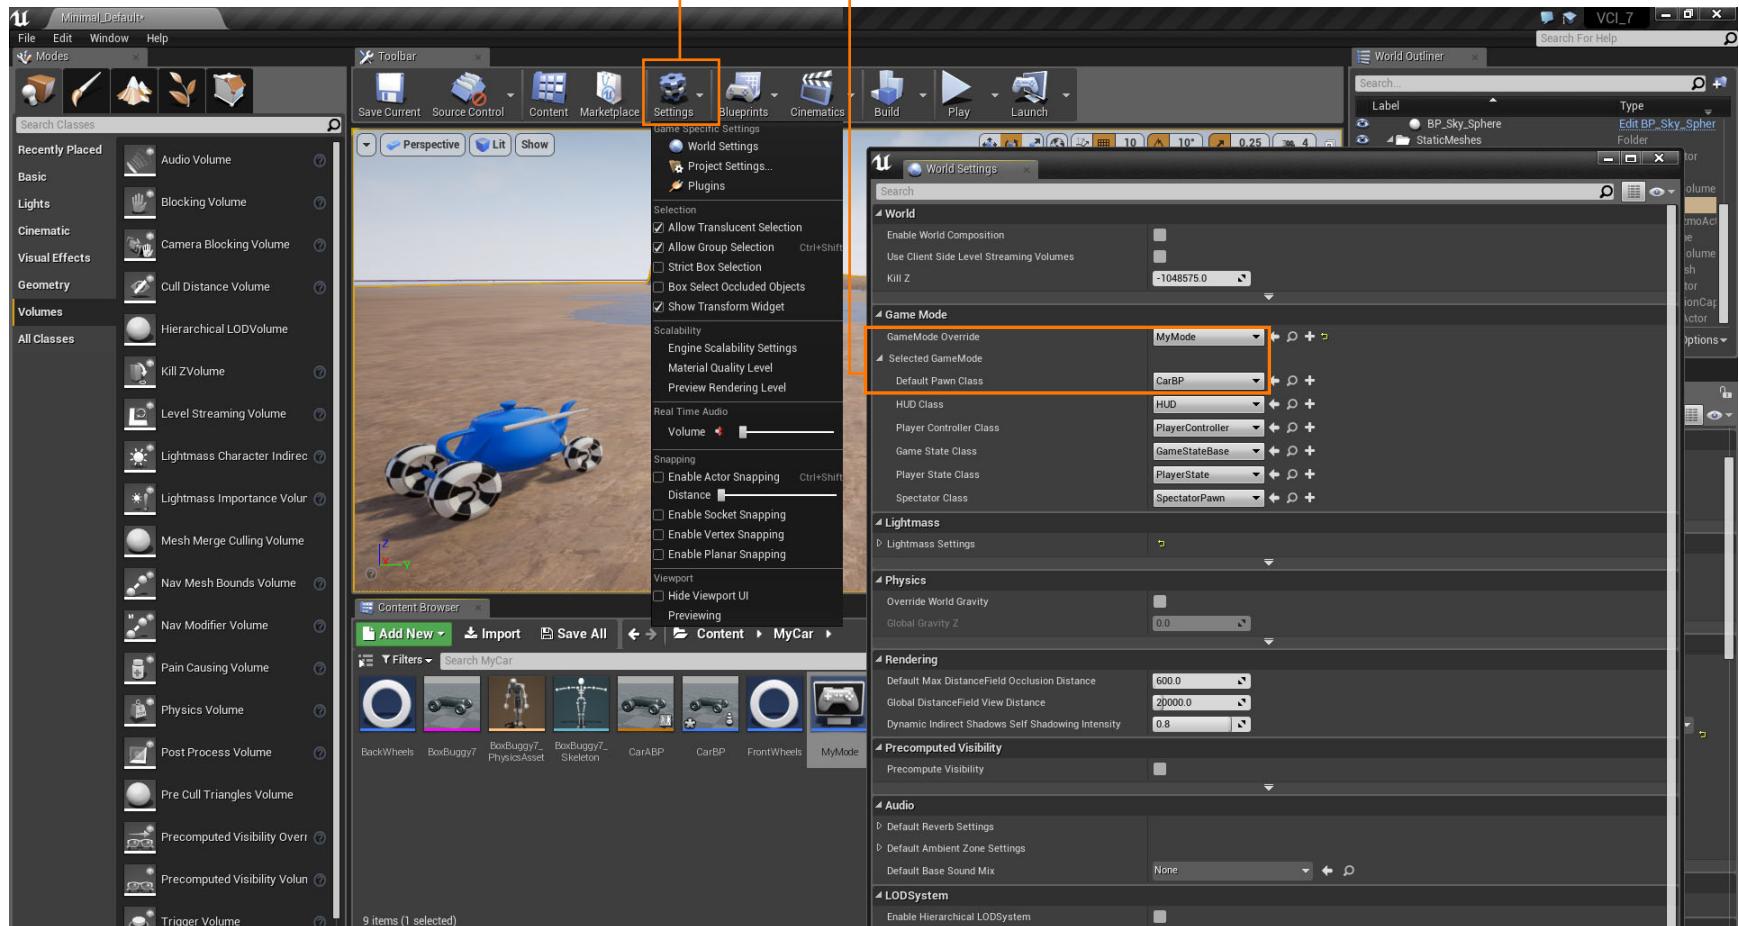 Minimal_Default•
VCI_7
File Edit Window Help
Search For Help
Modes
Toolbar
World Outliner
Save Current
Source Control
Content
Marketplace
Settings
Blueprints
Cinematics
Build
Play
Launch
Search Classes
Recently Placed
Basic
Lights
Cinematic
Visual Effects
Geometry
Volumes
All Classes
Audio Volume
Blocking Volume
Camera Blocking Volume
Cull Distance Volume
Hierarchical LODVolume
Kill ZVolume
Level Streaming Volume
Lightmass Character Indirec
Lightmass Importance Volur
Mesh Merge Culling Volume
Nav Mesh Bounds Volume
Nav Modifier Volume
Pain Causing Volume
Physics Volume
Post Process Volume
Pre Cull Triangles Volume
Precomputed Visibility Overr
Precomputed Visibility Volun
Trigger Volume
Perspective Lit Show
10 10° 0.25 4
Game Specific Settings
World Settings
Project Settings...
Plugins
Selection
Allow Translucent Selection
Allow Group Selection Ctrl+Shift
Strict Box Selection
Box Select Occluded Objects
Show Transform Widget
Scalability
Engine Scalability Settings
Material Quality Level
Preview Rendering Level
Real Time Audio
Volume
Snapping
Enable Actor Snapping Ctrl+Shift
Distance
Enable Socket Snapping
Enable Vertex Snapping
Enable Planar Snapping
Viewport
Hide Viewport UI
Previewing
Z
X
Y
Content Browser
Add New Import Save All Content MyCar
Filters Search MyCar
BackWheels
BoxBuggy7
BoxBuggy7_
PhysicsAsset
BoxBuggy7_
Skeleton
CarABP
CarBP
FrontWheels
MyMode
9 items (1 selected)
Search...
Label Type
BP_Sky_Sphere Edit BP_Sky_Spher
StaticMeshes Folder
World Settings
Search
World
Enable World Composition
Use Client Side Level Streaming Volumes
Kill Z -1048575.0
Game Mode
GameMode Override MyMode
Selected GameMode
Default Pawn Class CarBP
HUD Class HUD
Player Controller Class PlayerController
Game State Class GameStateBase
Player State Class PlayerState
Spectator Class SpectatorPawn
Lightmass
Lightmass Settings
Physics
Override World Gravity
Global Gravity Z 0.0
Rendering
Default Max DistanceField Occlusion Distance 600.0
Global DistanceField View Distance 20000.0
Dynamic Indirect Shadows Self Shadowing Intensity 0.8
Precomputed Visibility
Precompute Visibility
Audio
Default Reverb Settings
Default Ambient Zone Settings
Default Base Sound Mix None
LODSystem
Enable Hierarchical LODSystem